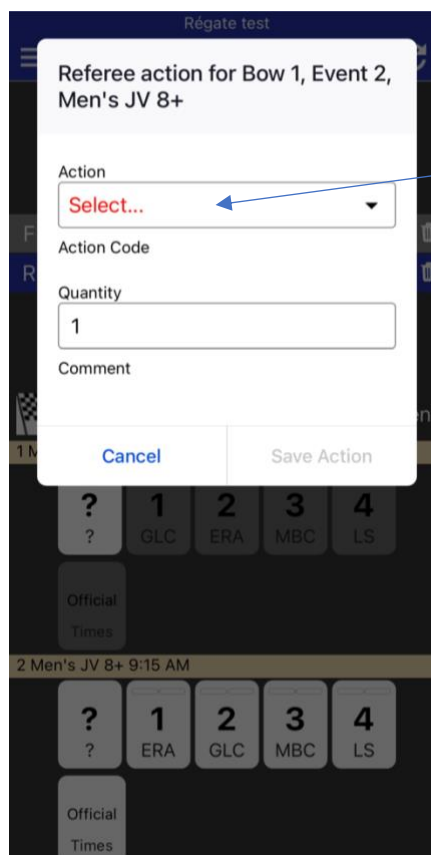 Régate test
Referee action for Bow 1, Event 2,
Men's JV 8+
Action
Select...
F
Action Code
R
Quantity
1
Comment
en
Cancel
Save Action
1 M
? 1 2 3 4
? GLC ERA MBC LS
Official
Times
2 Men's JV 8+ 9:15 AM
? 1 2 3 4
? ERA GLC MBC LS
Official
Times